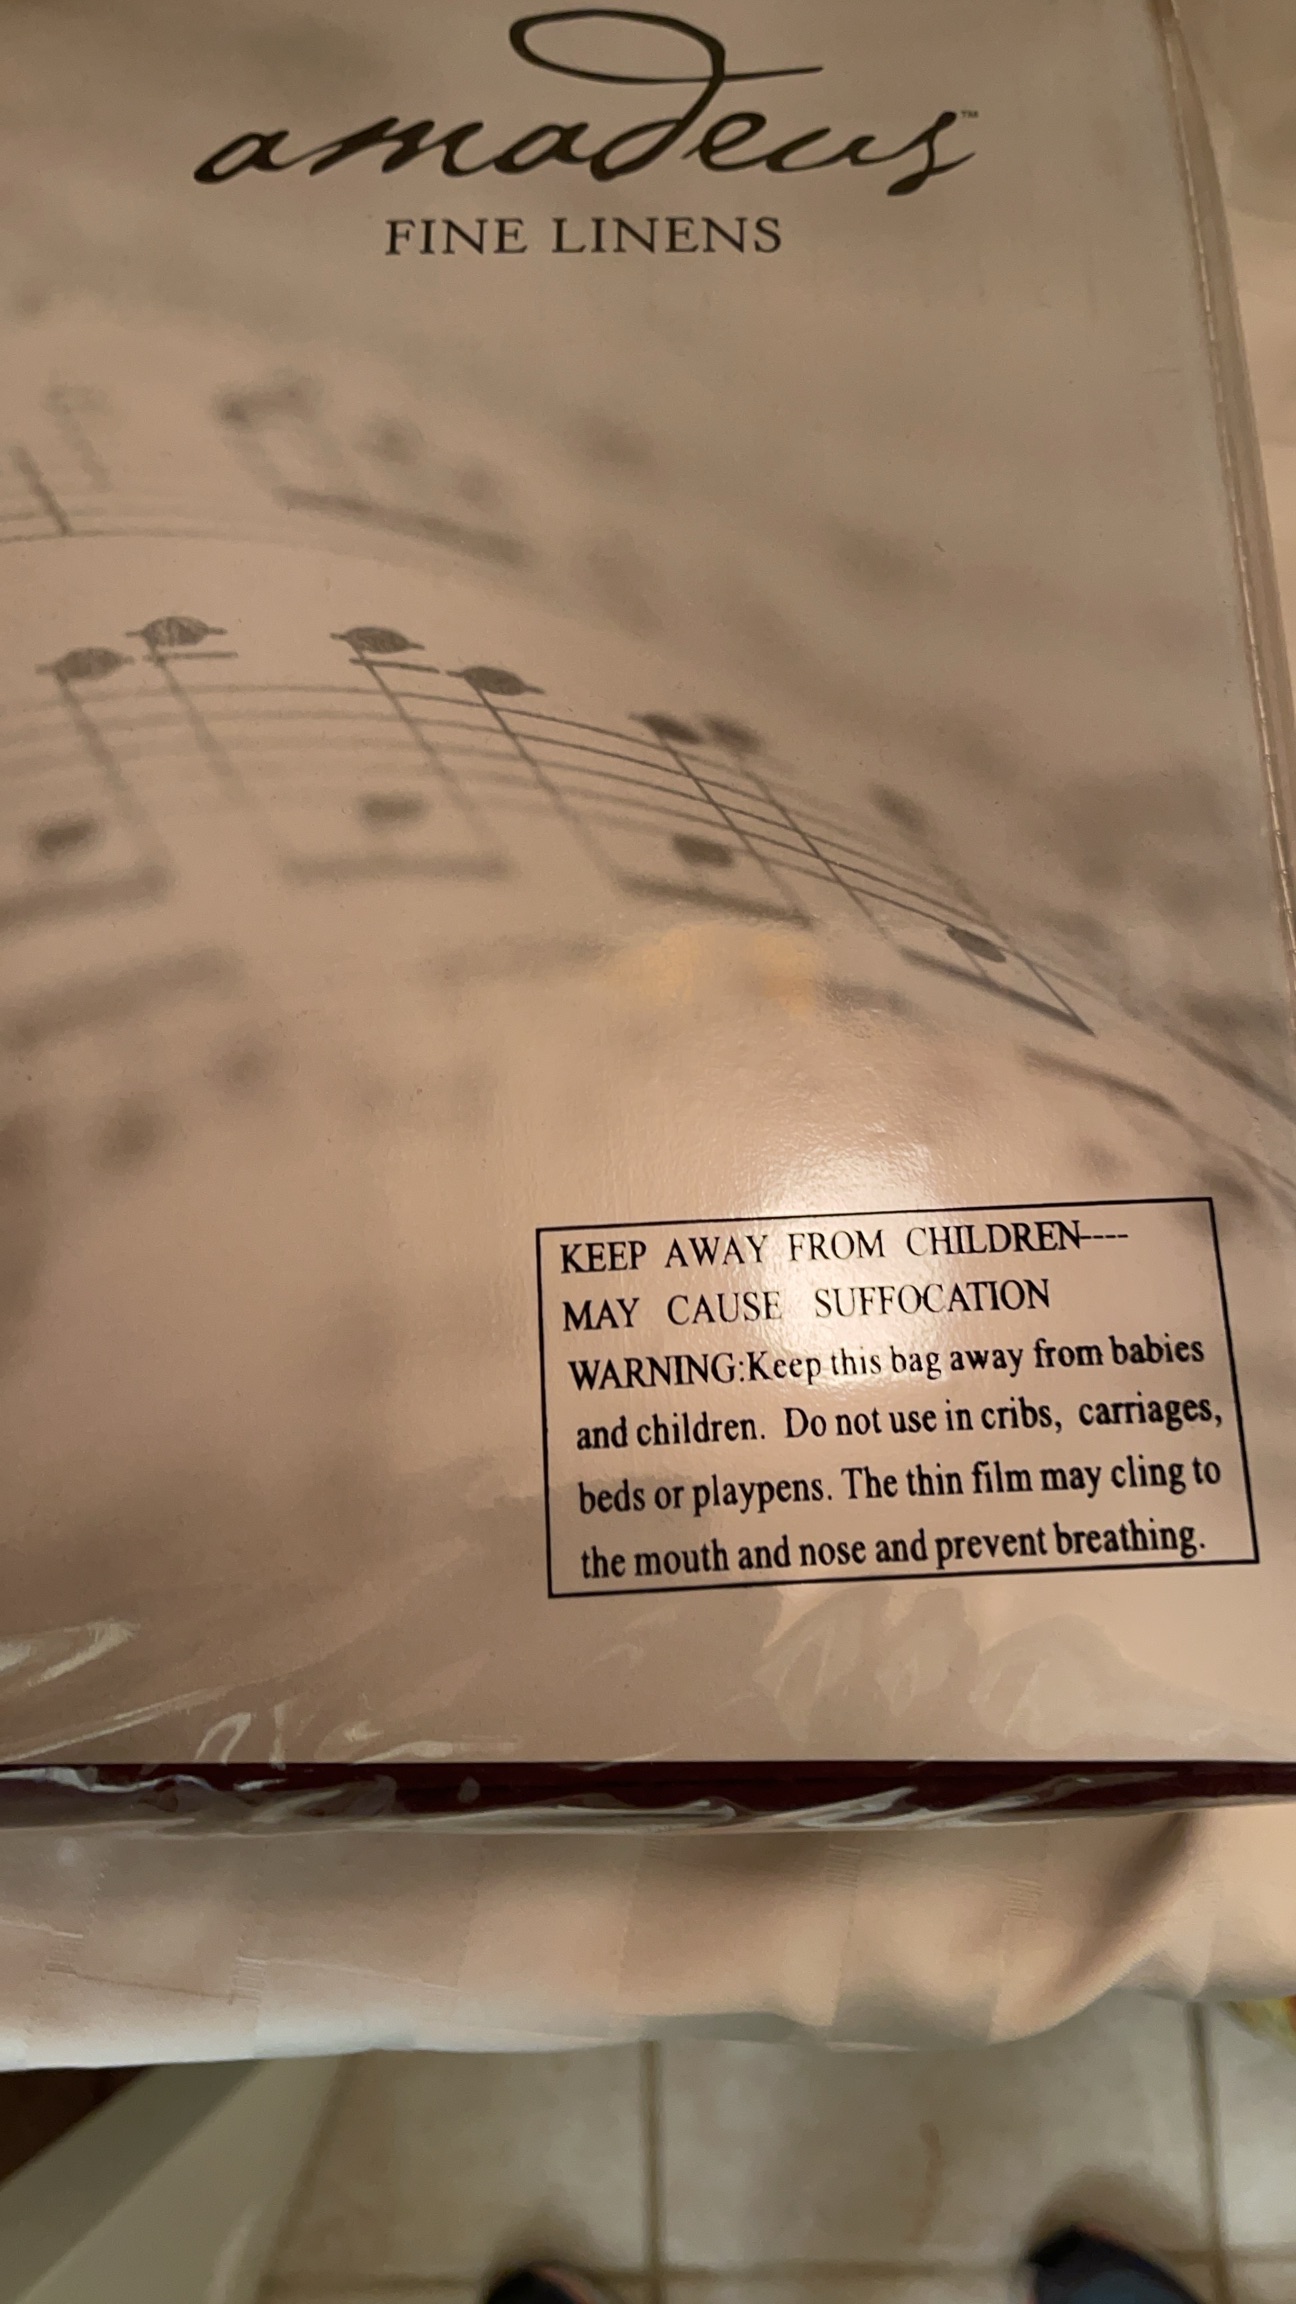 amadeus™
FINE LINENS
KEEP AWAY FROM CHILDREN----
MAY CAUSE SUFFOCATION
WARNING:Keep this bag away from babies
and children. Do not use in cribs, carriages,
beds or playpens. The thin film may cling to
the mouth and nose and prevent breathing.